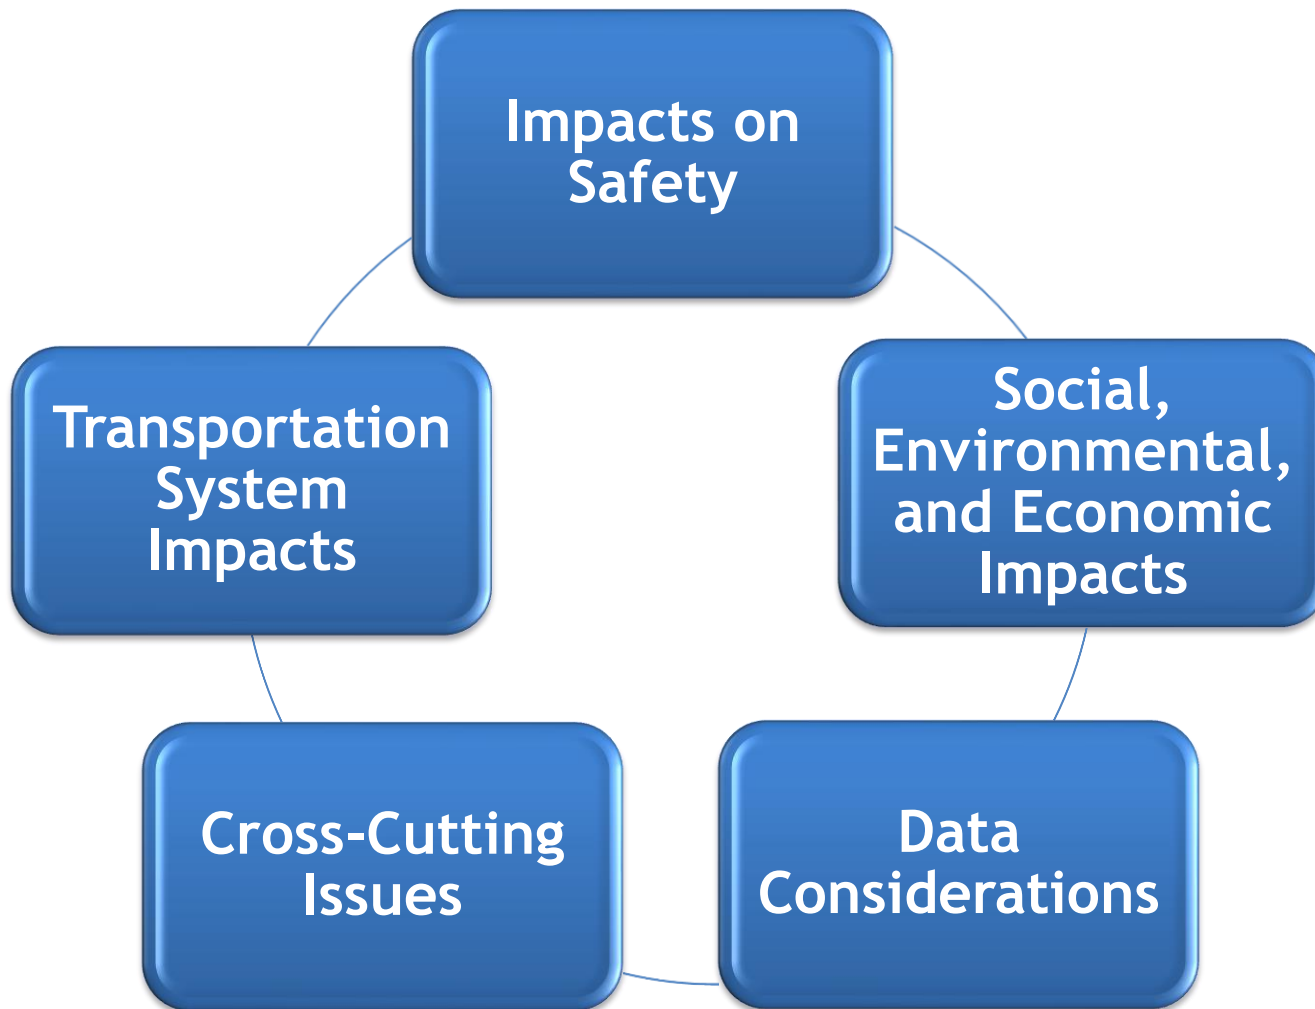 Impacts on
Safety
Social,
Environmental,
and Economic
Impacts
Data
Considerations
Cross-Cutting
Issues
Transportation
System
Impacts